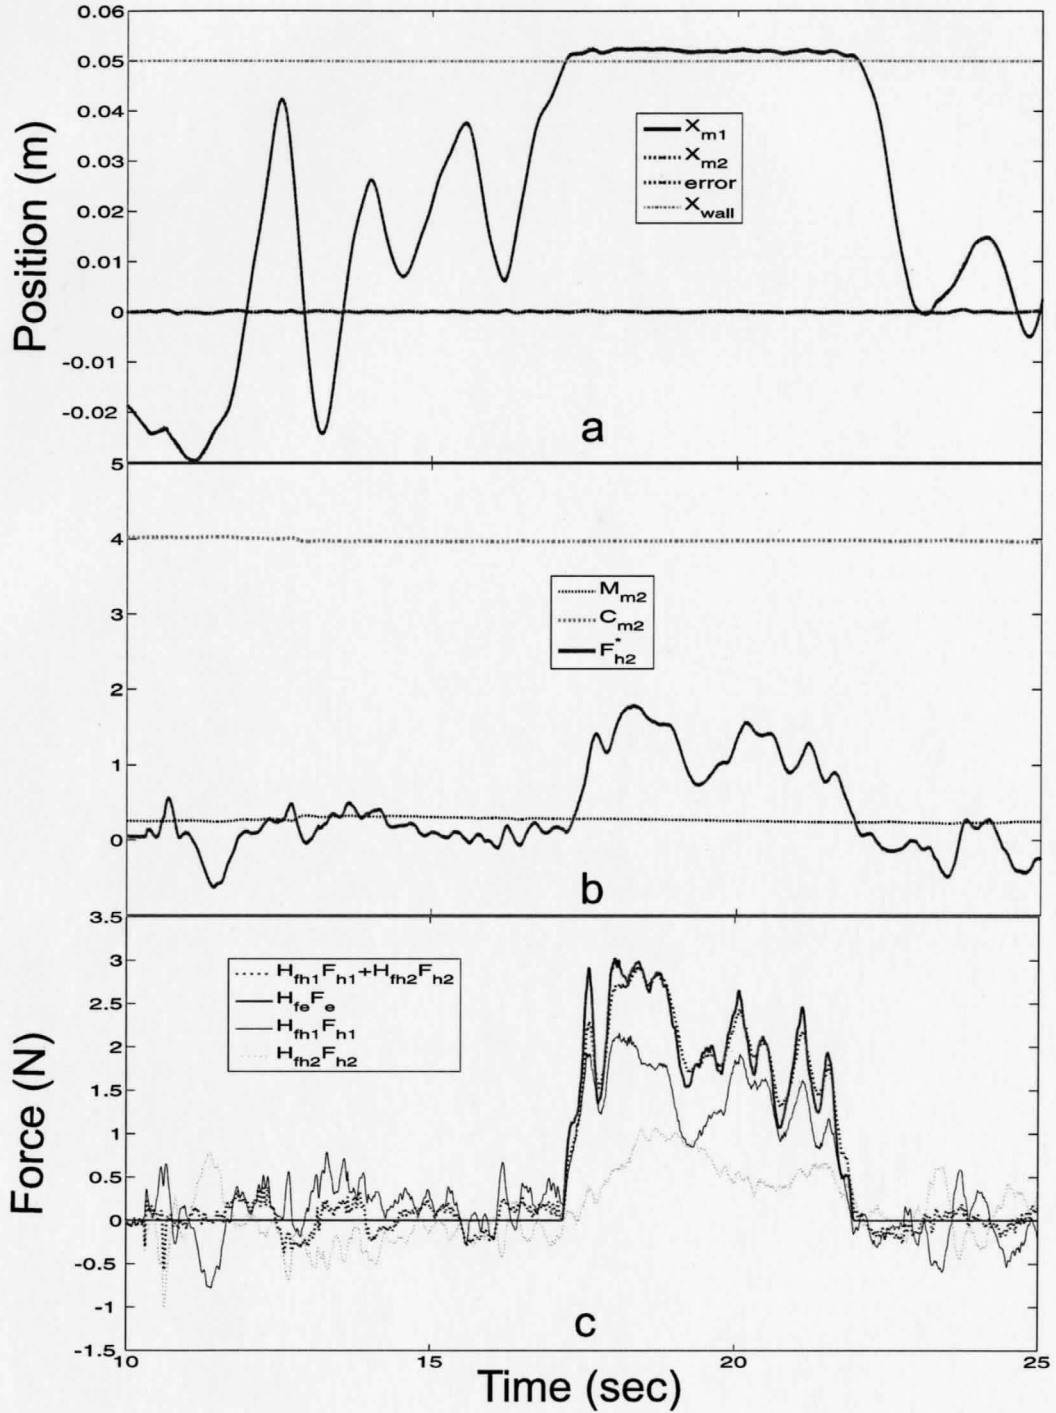 0.06
0.05
0.04
0.03
0.02
0.01
0
-0.01
-0.02
Position (m)
X_m1
X_m2
error
X_wall
a
5
4
3
2
1
0
M_m2
C_m2
F*_h2
b
3.5
3
2.5
2
1.5
1
0.5
0
-0.5
-1
-1.5
Force (N)
H_fh1F_h1+H_fh2F_h2
H_feF_e
H_fh1F_h1
H_fh2F_h2
c
10
15
20
25
Time (sec)